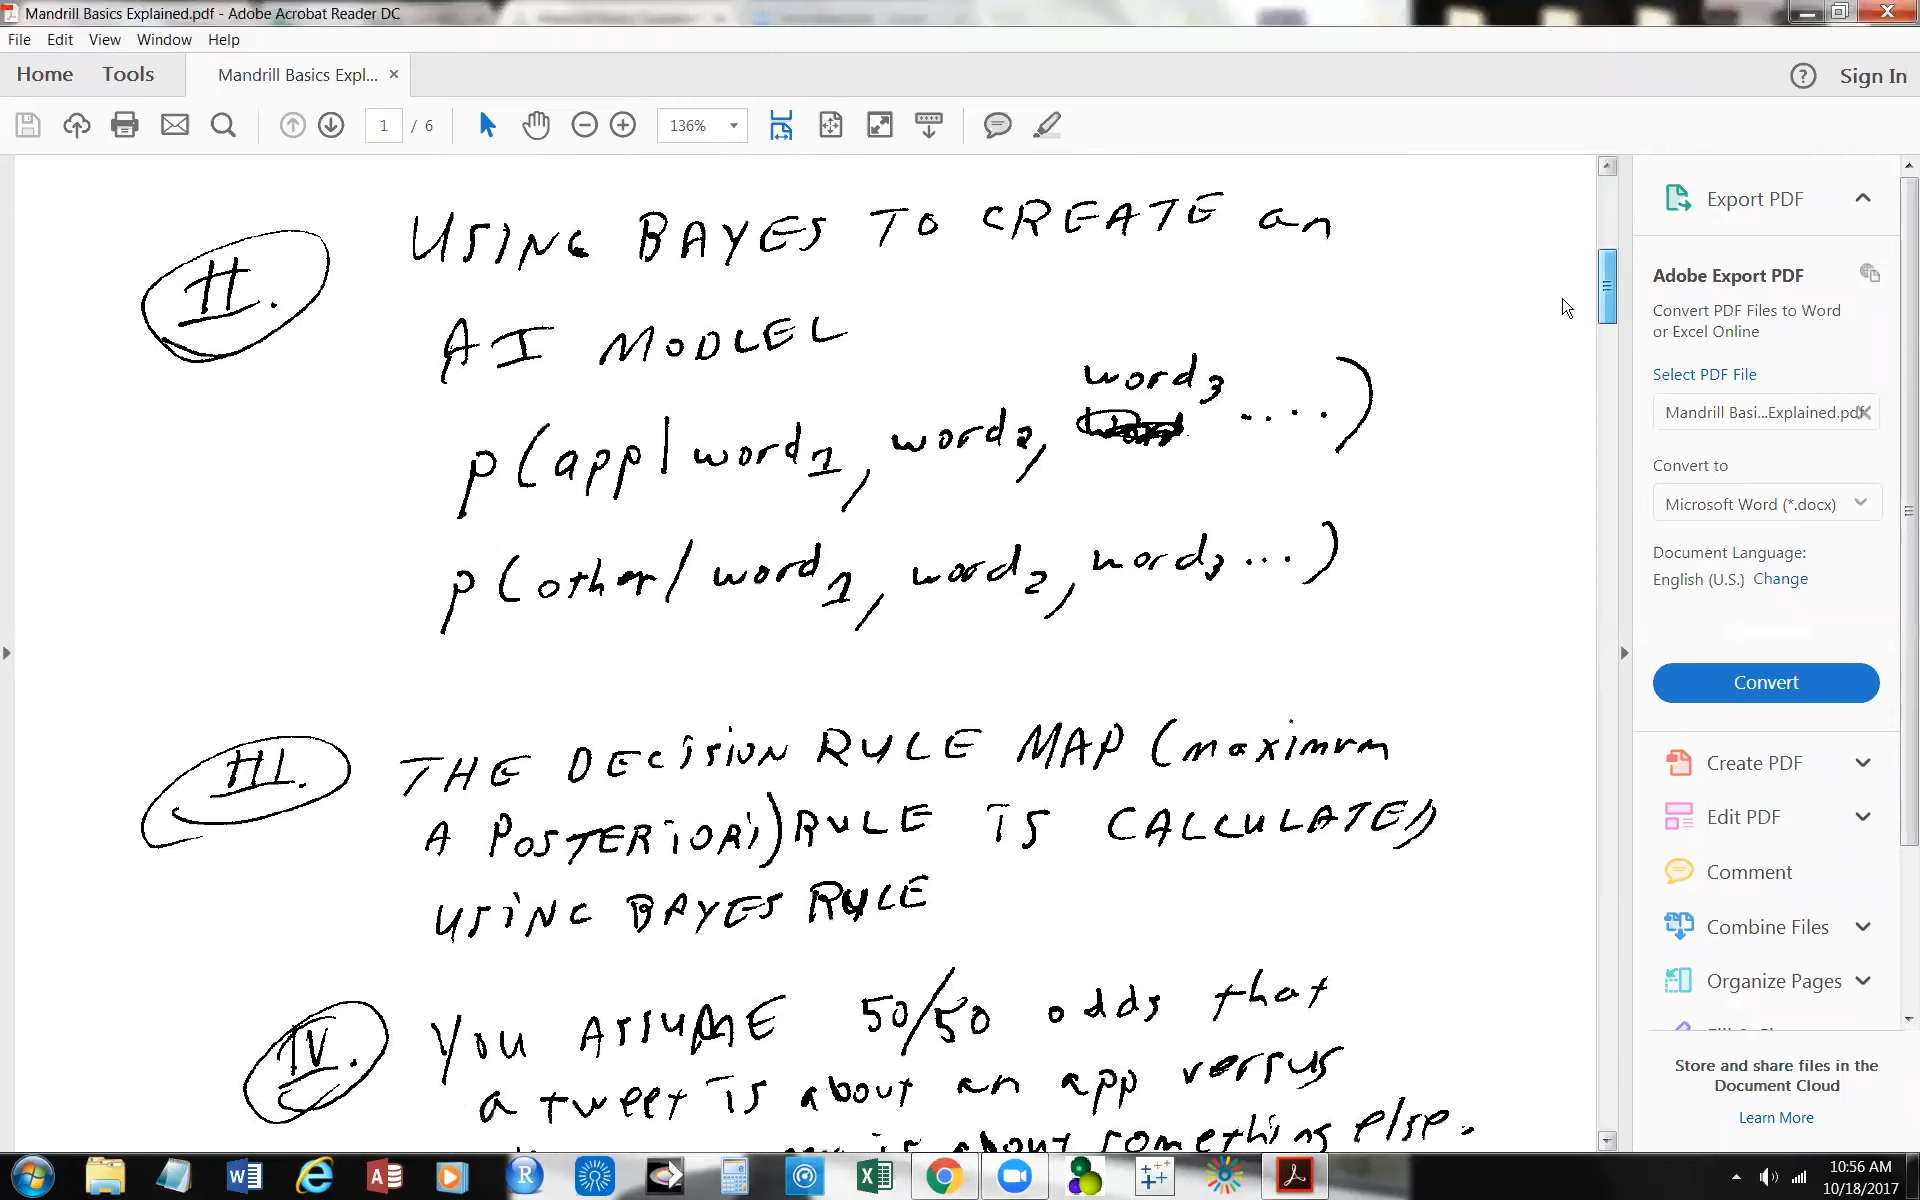 Mandrill Basics Explained.pdf - Adobe Acrobat Reader DC
File Edit View Window Help
Home Tools Mandrill Basics Expl... × ? Sign In
1 / 6 136%
II. USING BAYES TO CREATE an
AI MODLEL
word3
p(app|word1, word2, ....)
p(other/word1, word2, word3 ...)
III. THE DECISION RULE MAP (maximum
A POSTERIORI) RULE IS CALCULATED
USING BAYES RULE
IV. YOU ASSUME 50/50 odds that
a tweet is about an app versus
about something else.
Export PDF
Adobe Export PDF
Convert PDF Files to Word
or Excel Online
Select PDF File
Mandrill Basi...Explained.pdf
Convert to
Microsoft Word (*.docx)
Document Language:
English (U.S.) Change
Convert
Create PDF
Edit PDF
Comment
Combine Files
Organize Pages
Store and share files in the
Document Cloud
Learn More
10:56 AM
10/18/2017